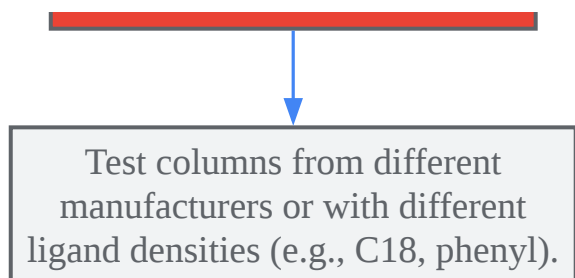 Test columns from different
manufacturers or with different
ligand densities (e.g., C18, phenyl).